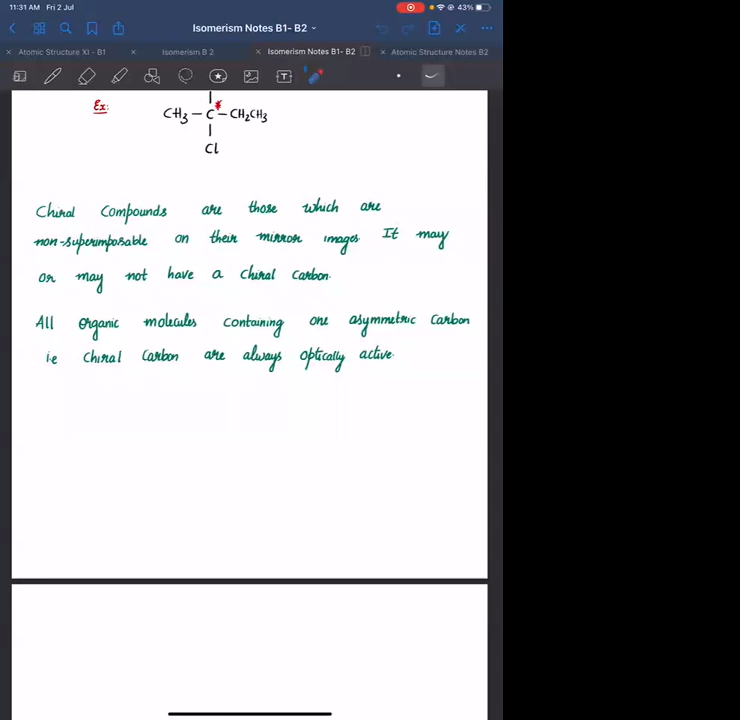 11:31 AM Fri 2 Jul
43%
Isomerism Notes B1- B2
Atomic Structure XI - B1
Isomerism B 2
Isomerism Notes B1- B2
Atomic Structure Notes B2
Ex:
CH3 — C* — CH2CH3
Cl
Chiral Compounds are those which are
non-superimposable on their mirror images. It may
or may not have a chiral carbon.
All organic molecules containing one asymmetric carbon
i.e chiral carbon are always optically active.